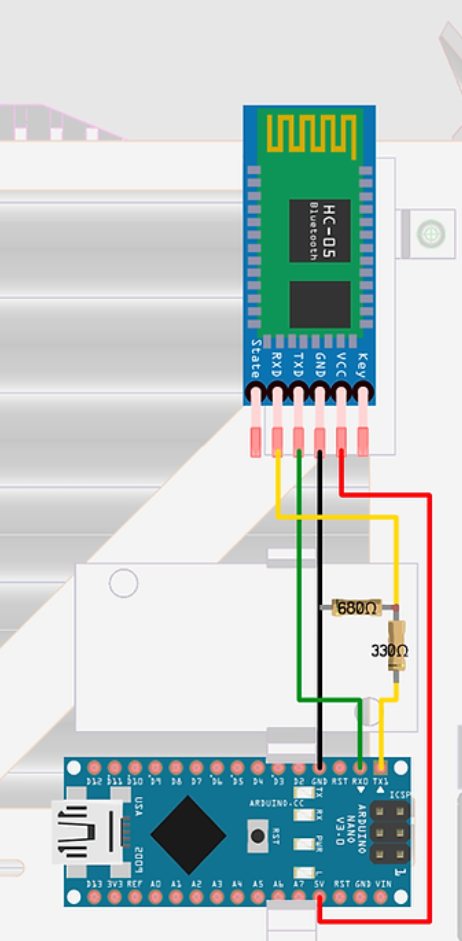 HC-05
Bluetooth
State
RXD
TXD
GND
VCC
Key
680Ω
330Ω
D12 D11 D10 D9 D8 D7 D6 D5 D4 D3 D2 GND RST RX0 TX1
USA
2009
ARDUINO.CC
RST
TX
RX
PWR
L
ARDUINO
NANO
V3.0
ICSP
1
D13 3V3 REF A0 A1 A2 A3 A4 A5 A6 A7 5V RST GND VIN